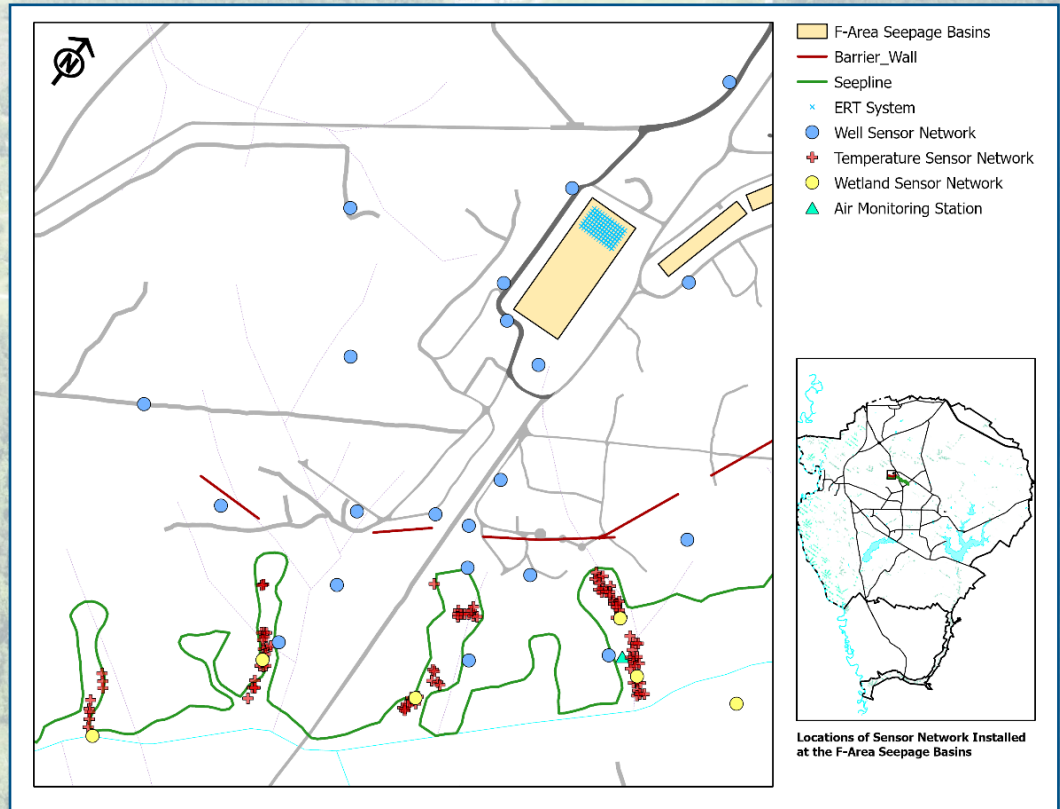 N
F-Area Seepage Basins
Barrier_Wall
Seepline
ERT System
Well Sensor Network
Temperature Sensor Network
Wetland Sensor Network
Air Monitoring Station
Locations of Sensor Network Installed
at the F-Area Seepage Basins